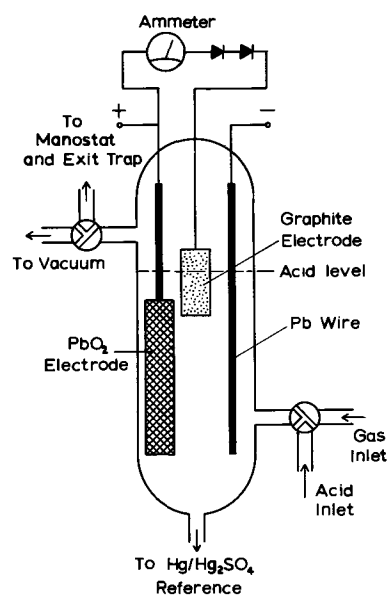 Ammeter
+
−
To
Manostat
and Exit Trap
Graphite
Electrode
To Vacuum
Acid level
PbO₂
Electrode
Pb Wire
Gas
Inlet
Acid
Inlet
To Hg/Hg₂SO₄
Reference